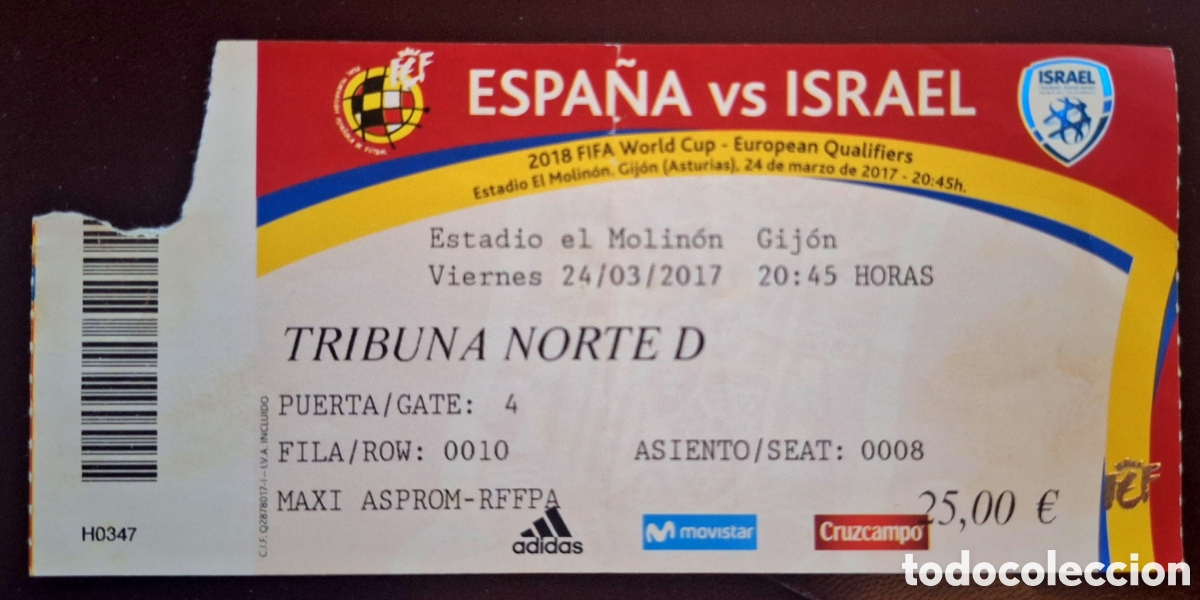 ESPAÑA vs ISRAEL
ISRAEL
2018 FIFA World Cup - European Qualifiers
Estadio El Molinón. Gijón (Asturias), 24 de marzo de 2017 - 20:45h.
Estadio el Molinón Gijón
Viernes 24/03/2017 20:45 HORAS
TRIBUNA NORTE D
PUERTA/GATE: 4
FILA/ROW: 0010 ASIENTO/SEAT: 0008
MAXI ASPROM-RFFPA
25,00 €
H0347
C.I.F. Q2878017-I - I.V.A. INCLUIDO
adidas
movistar
Cruzcampo
todocoleccion